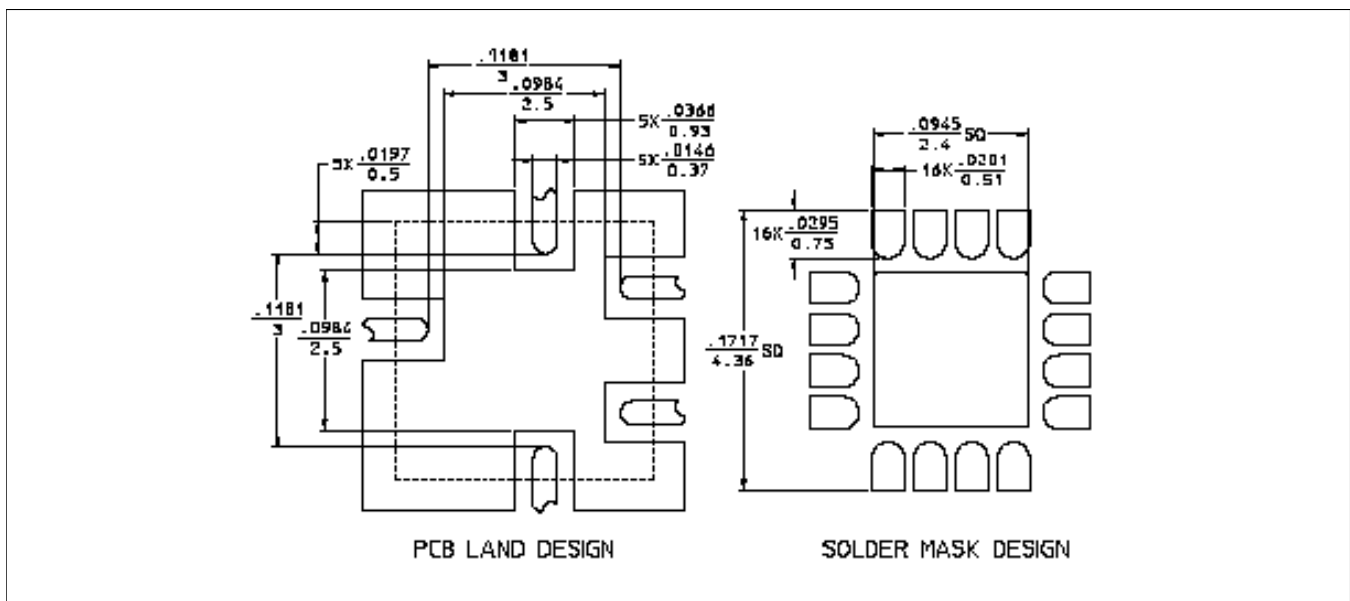 .1181
3
.0984
2.5
5X .0366
0.93
5X .0146
0.37
5X .0197
0.5
.1181
3
.0984
2.5
.0945 SQ
2.4
16X .0201
0.51
16X .0295
0.75
.1717 SQ
4.36
PCB LAND DESIGN
SOLDER MASK DESIGN